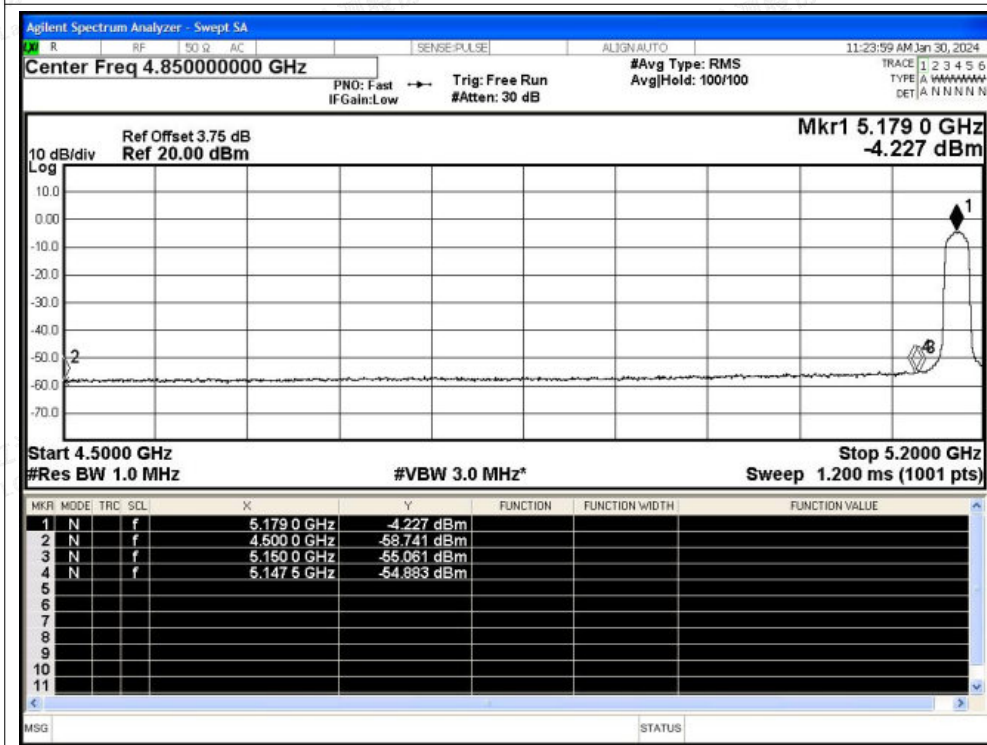 Agilent Spectrum Analyzer - Swept SA
LXI R RF 50 Ω AC SENSE:PULSE ALIGNAUTO 11:23:59 AM Jan 30, 2024
Center Freq 4.850000000 GHz
#Avg Type: RMS
TRACE 1 2 3 4 5 6
PNO: Fast
Trig: Free Run
Avg|Hold: 100/100
TYPE A WWWWW
IFGain:Low
#Atten: 30 dB
DET A N N N N N
Mkr1 5.179 0 GHz
Ref Offset 3.75 dB
-4.227 dBm
10 dB/div
Ref 20.00 dBm
Log
10.0
0.00
-10.0
-20.0
-30.0
-40.0
-50.0
-60.0
-70.0
1
2
4
3
Start 4.5000 GHz Stop 5.2000 GHz
#Res BW 1.0 MHz #VBW 3.0 MHz* Sweep 1.200 ms (1001 pts)
MKR MODE TRC SCL X Y FUNCTION FUNCTION WIDTH FUNCTION VALUE
1 N f 5.179 0 GHz -4.227 dBm
2 N f 4.500 0 GHz -58.741 dBm
3 N f 5.150 0 GHz -55.061 dBm
4 N f 5.147 5 GHz -54.883 dBm
5
6
7
8
9
10
11
MSG STATUS